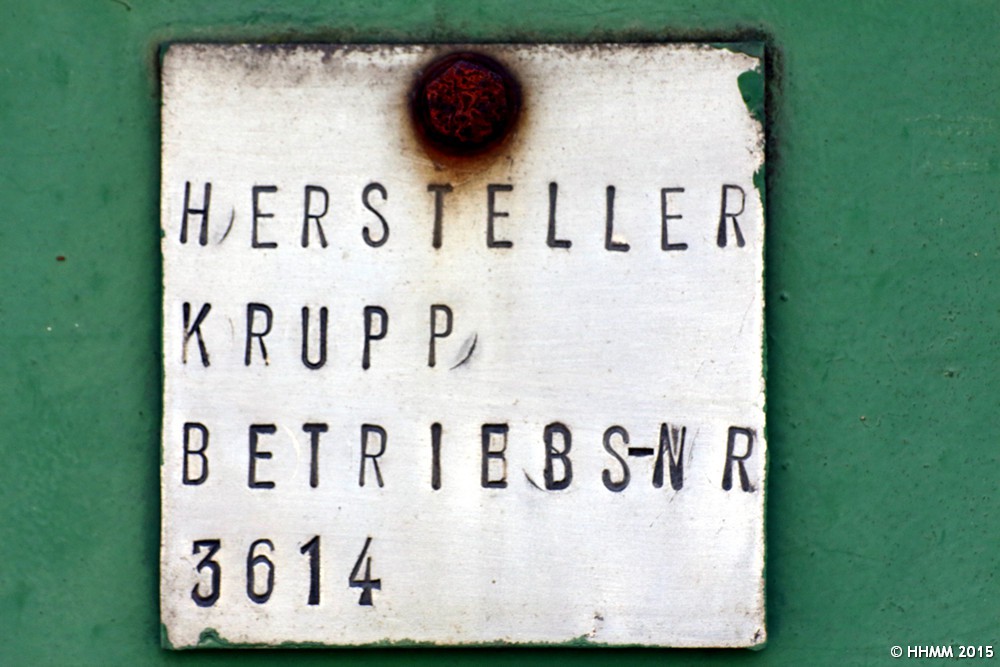 HERSTELLER
KRUPP
BETRIEBS-NR
3614
© HHMM 2015